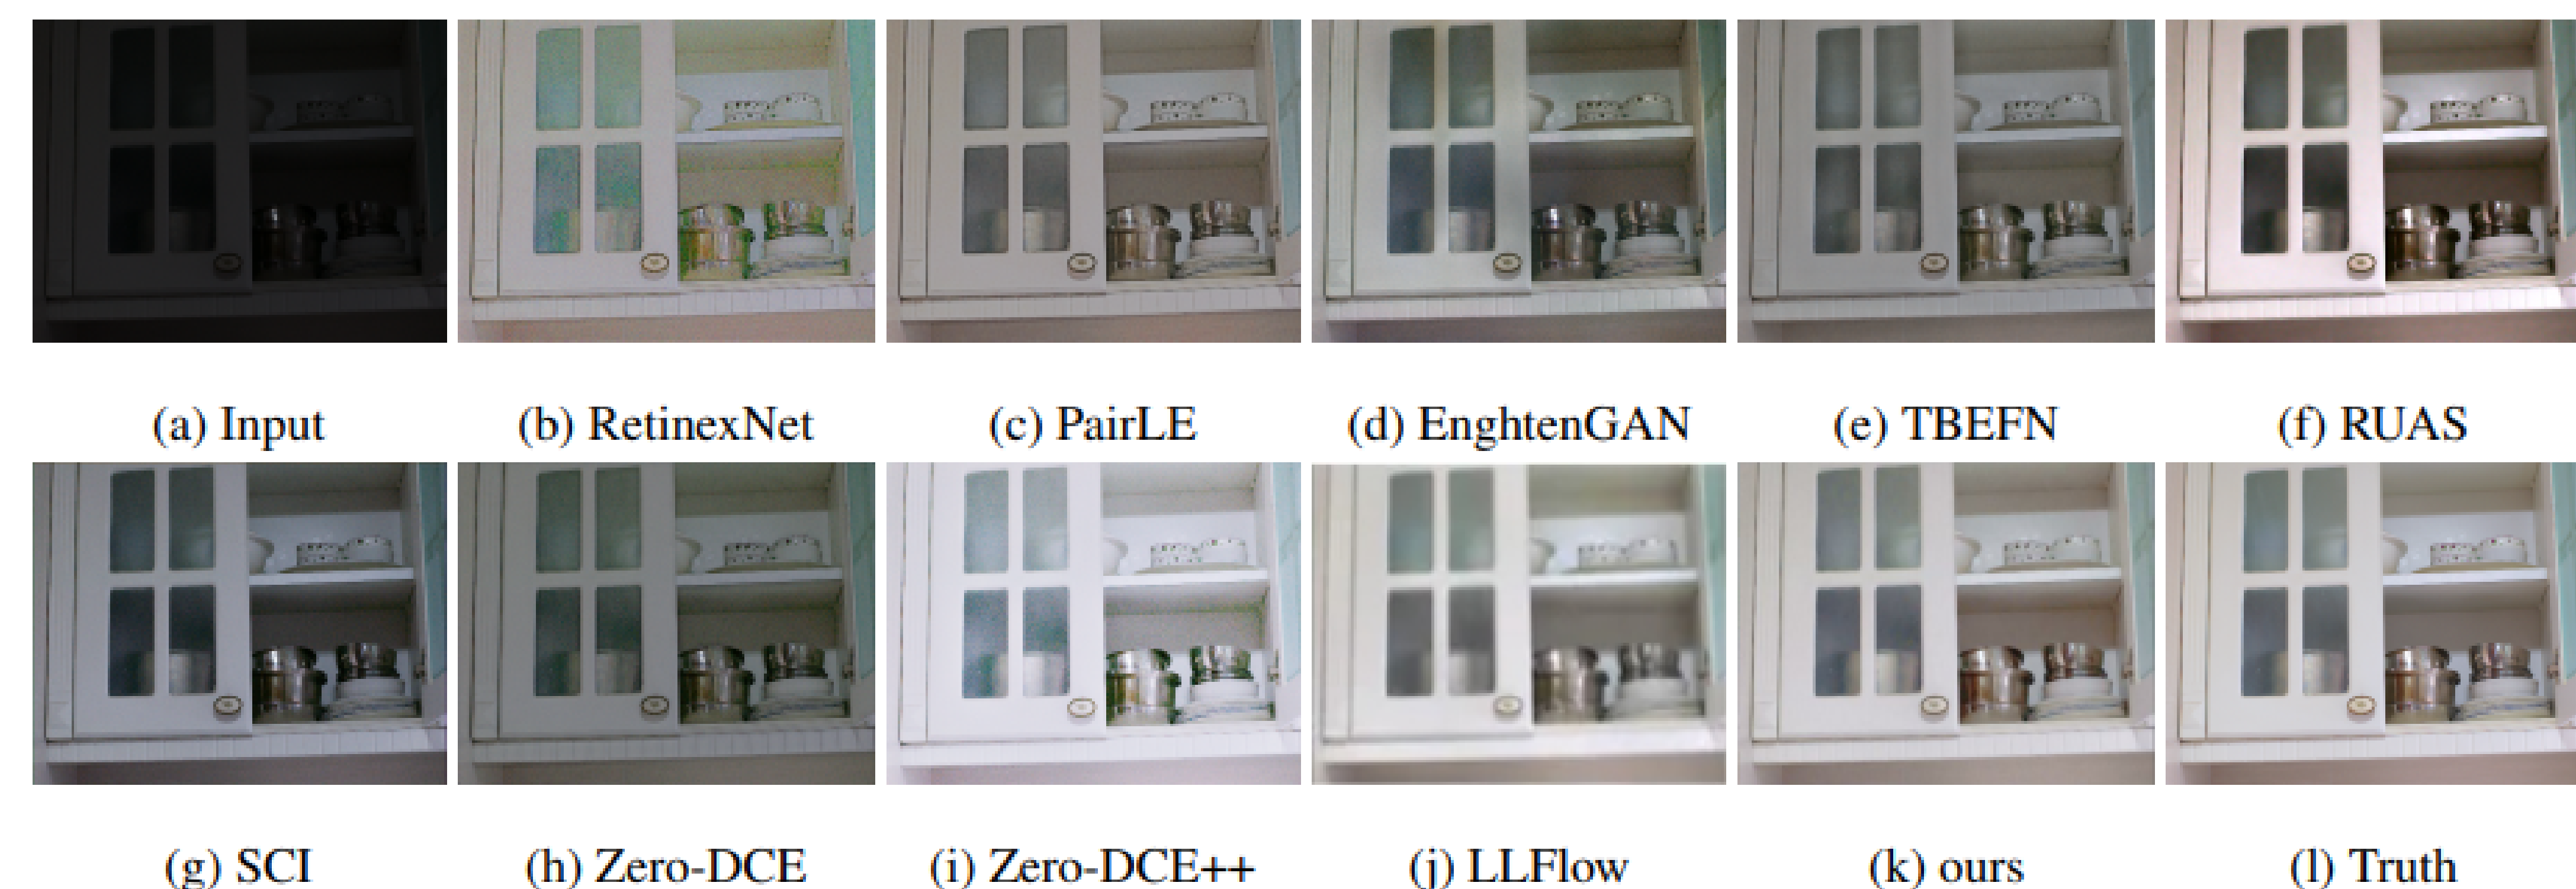 (a) Input (b) RetinexNet (c) PairLE (d) EnghtenGAN (e) TBEFN (f) RUAS
(g) SCI (h) Zero-DCE (i) Zero-DCE++ (j) LLFlow (k) ours (l) Truth